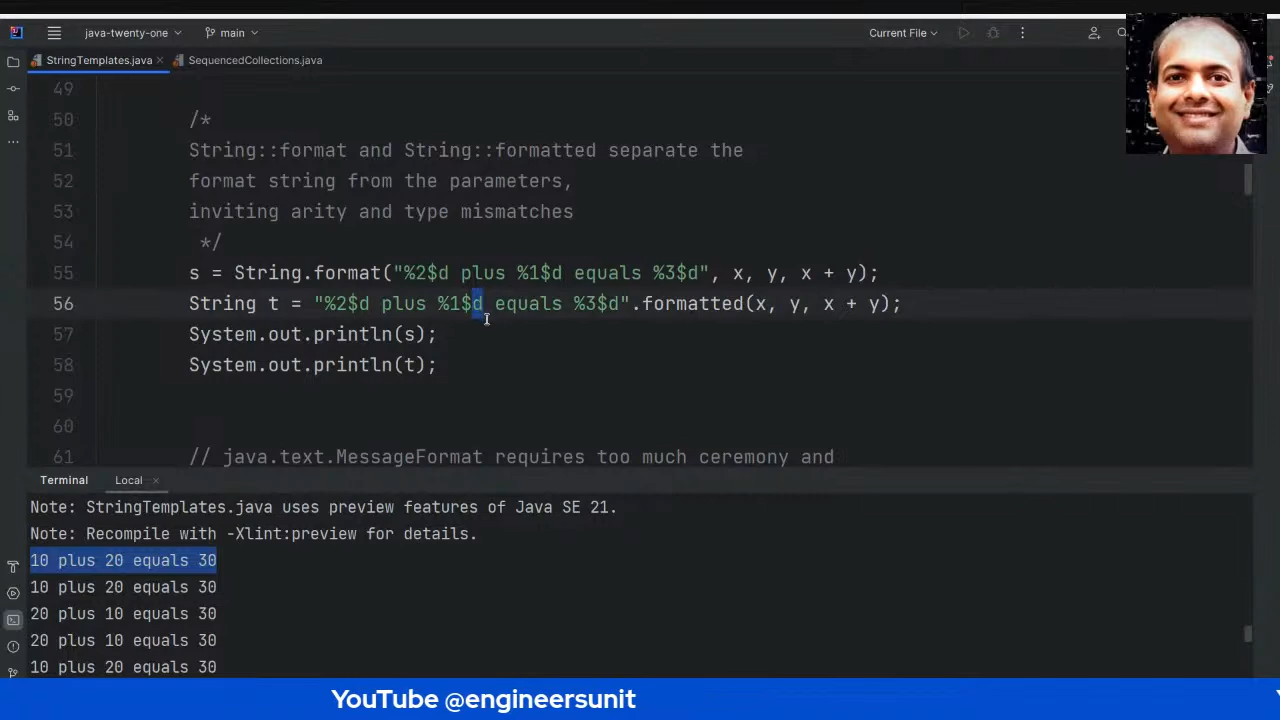 java-twenty-one
main
Current File
StringTemplates.java
SequencedCollections.java
49
50 /*
51 String::format and String::formatted separate the
52 format string from the parameters,
53 inviting arity and type mismatches
54 */
55 s = String.format("%2$d plus %1$d equals %3$d", x, y, x + y);
56 String t = "%2$d plus %1$d equals %3$d".formatted(x, y, x + y);
57 System.out.println(s);
58 System.out.println(t);
59
60
61 // java.text.MessageFormat requires too much ceremony and
Terminal Local
Note: StringTemplates.java uses preview features of Java SE 21.
Note: Recompile with -Xlint:preview for details.
10 plus 20 equals 30
10 plus 20 equals 30
20 plus 10 equals 30
20 plus 10 equals 30
10 plus 20 equals 30
YouTube @engineersunit